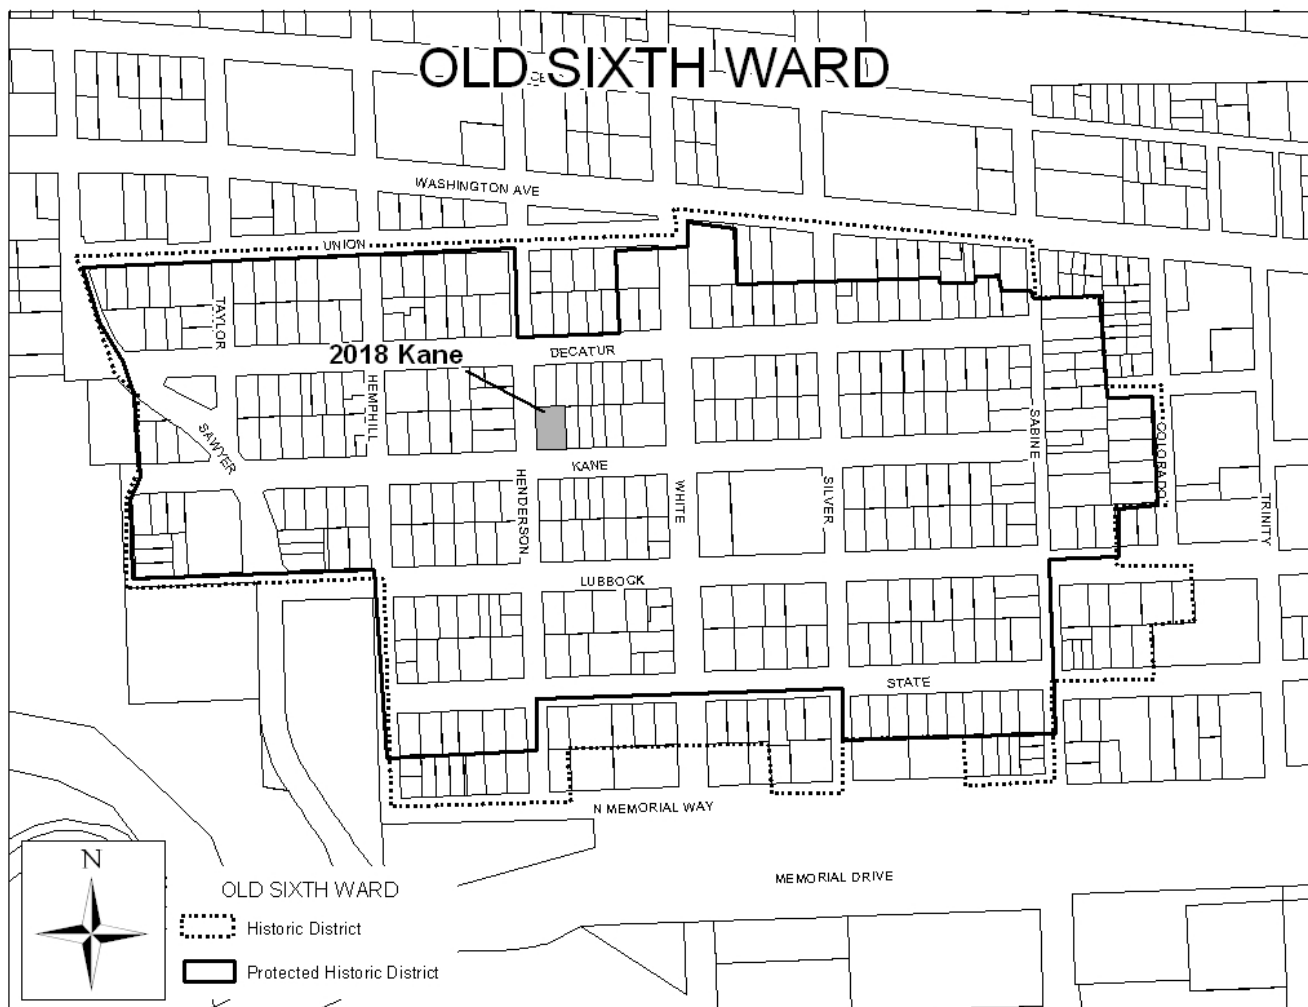 OLD SIXTH WARD
WASHINGTON AVE
UNION
TAYLOR
DECATUR
2018 Kane
HEMPHILL
SAWYER
SABINE
COLORADO
KANE
HENDERSON
WHITE
SILVER
TRINITY
LUBBOCK
STATE
N MEMORIAL WAY
MEMORIAL DRIVE
N
OLD SIXTH WARD
Historic District
Protected Historic District